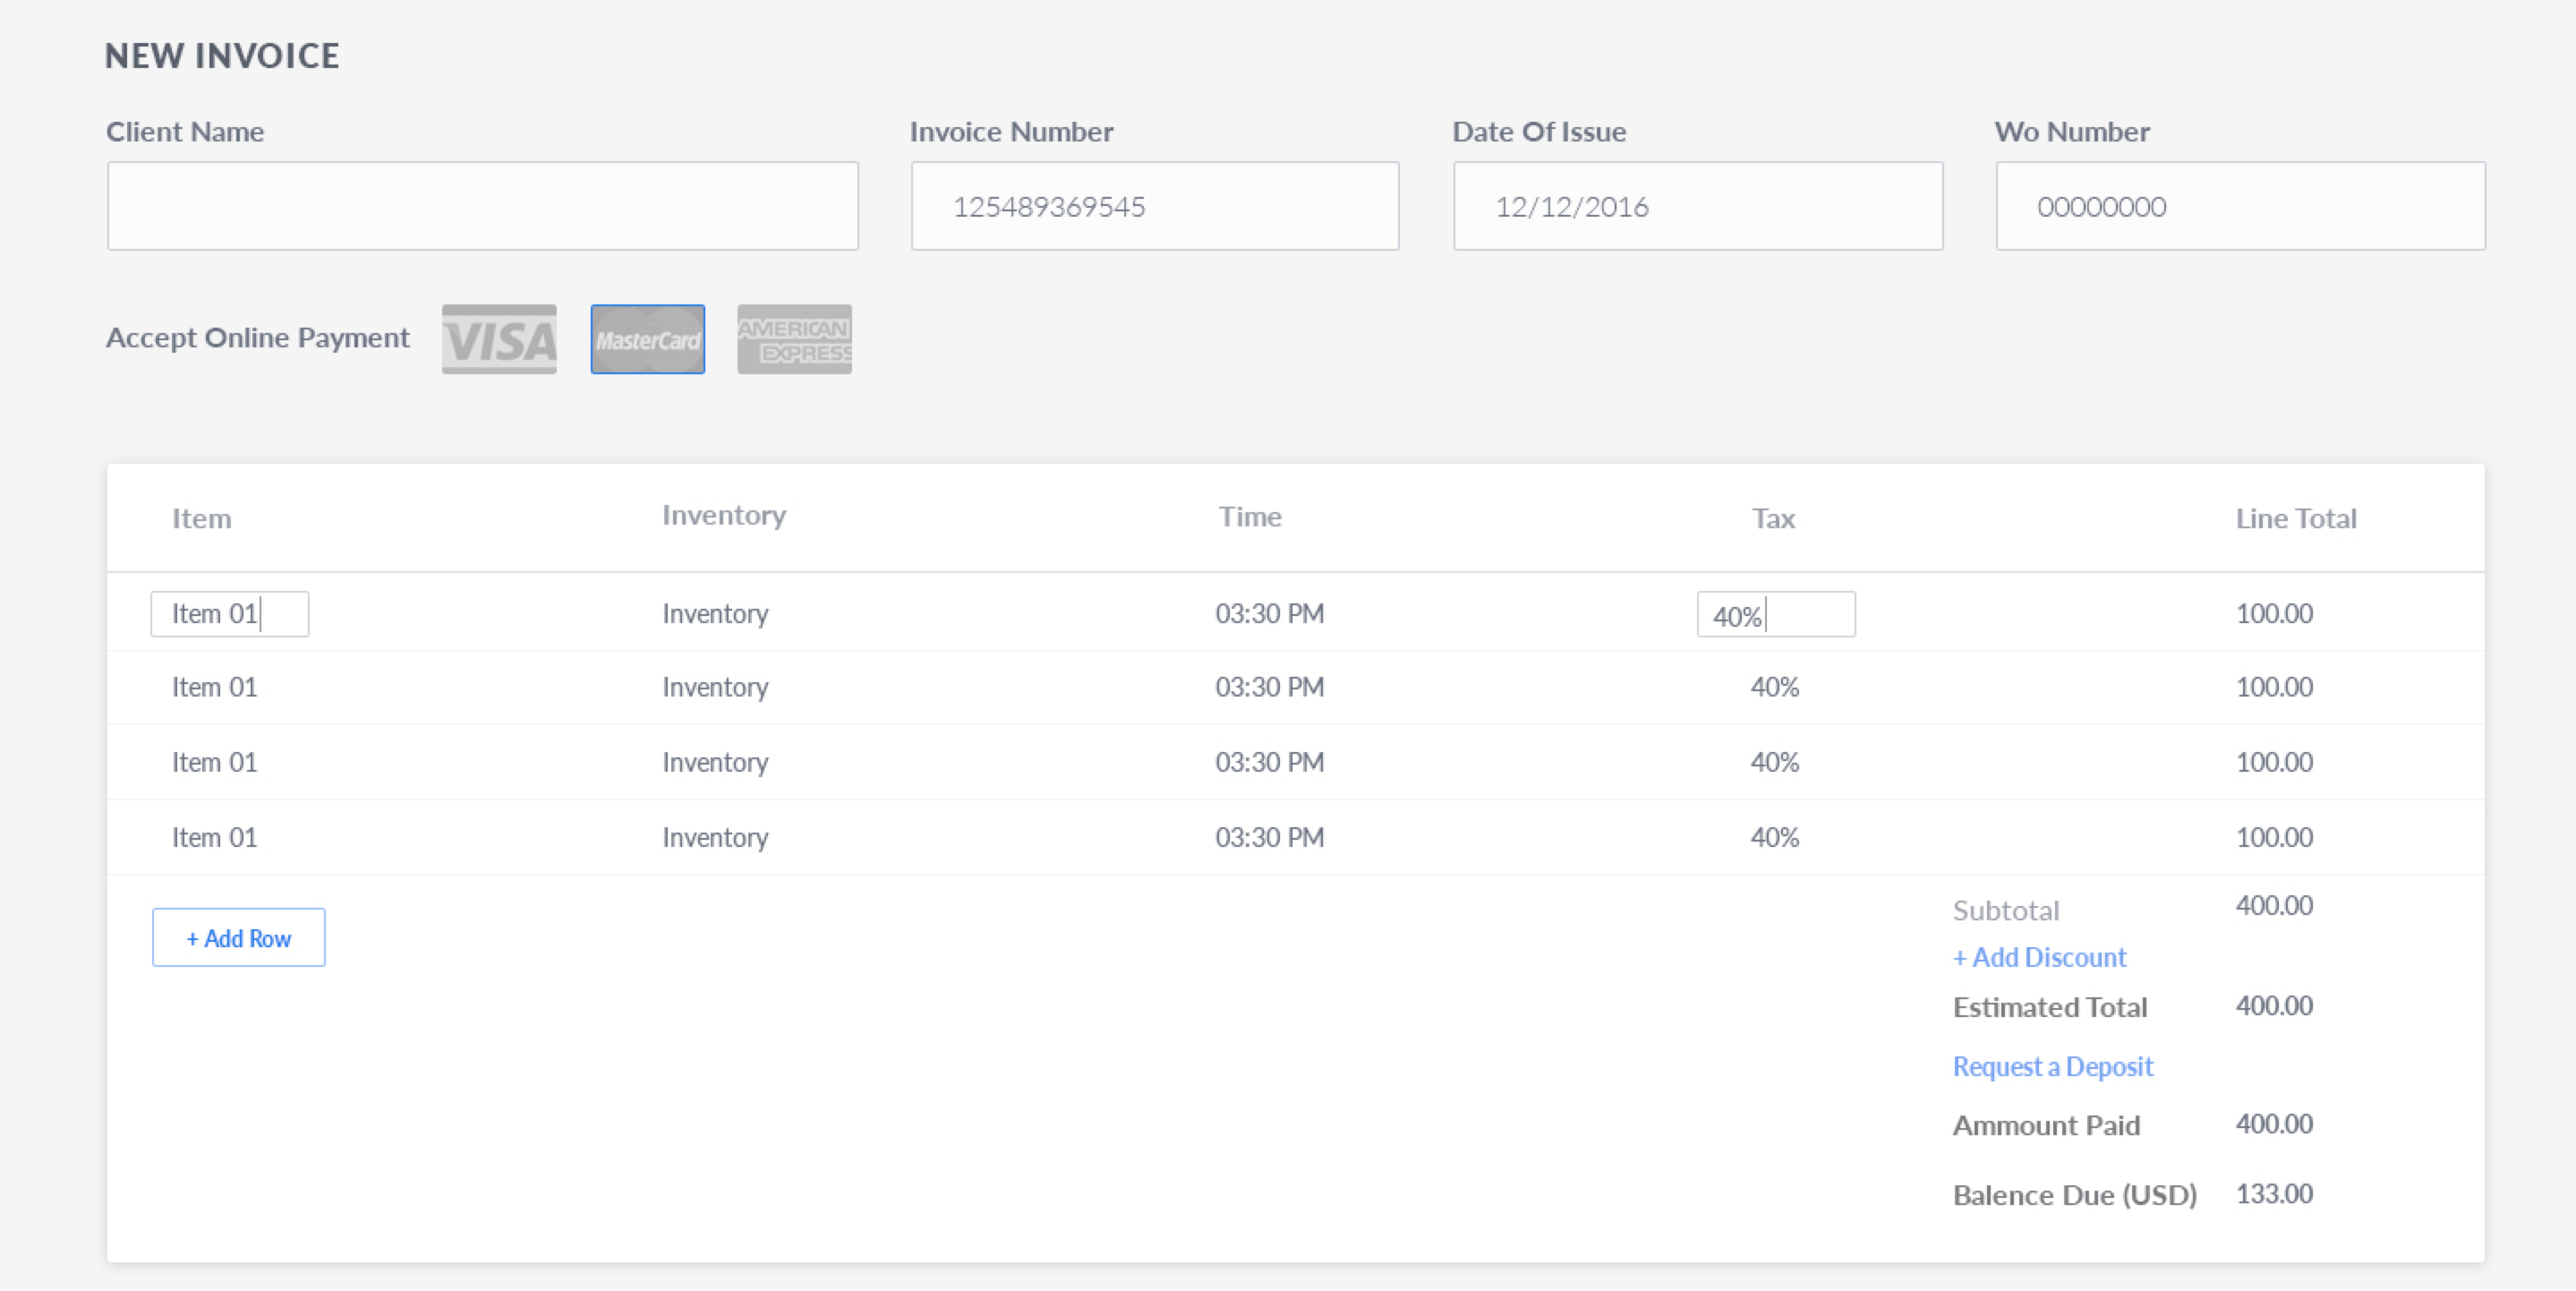 NEW INVOICE
Client Name Invoice Number Date Of Issue Wo Number
125489369545 12/12/2016 00000000
Accept Online Payment VISA MasterCard AMERICAN EXPRESS
Item Inventory Time Tax Line Total
Item 01 Inventory 03:30 PM 40% 100.00
Item 01 Inventory 03:30 PM 40% 100.00
Item 01 Inventory 03:30 PM 40% 100.00
Item 01 Inventory 03:30 PM 40% 100.00
+ Add Row
Subtotal 400.00
+ Add Discount
Estimated Total 400.00
Request a Deposit
Ammount Paid 400.00
Balence Due (USD) 133.00